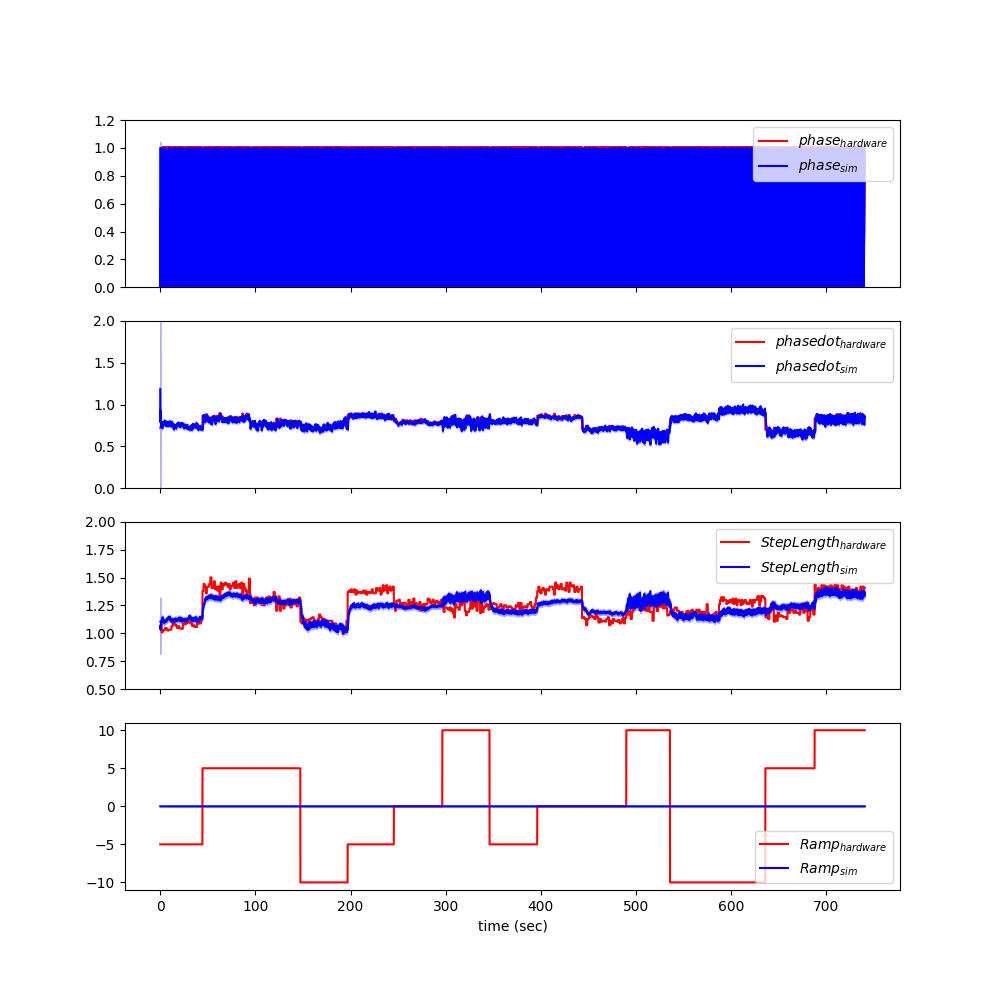 1.2
1.0
0.8
0.6
0.4
0.2
0.0
phase_hardware
phase_sim
2.0
1.5
1.0
0.5
0.0
phasedot_hardware
phasedot_sim
2.00
1.75
1.50
1.25
1.00
0.75
0.50
StepLength_hardware
StepLength_sim
10
5
0
−5
−10
Ramp_hardware
Ramp_sim
0 100 200 300 400 500 600 700
time (sec)